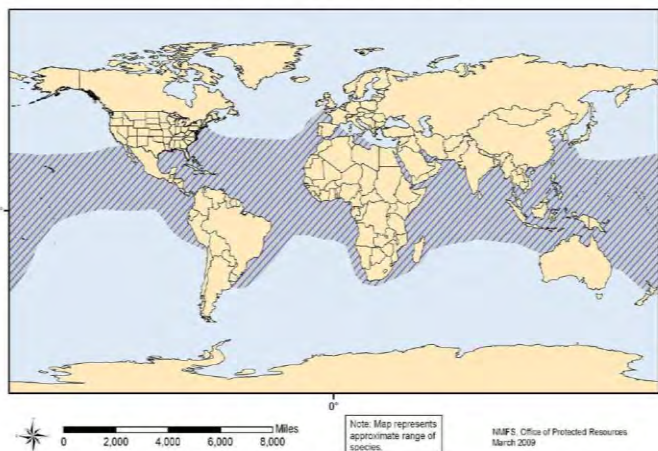 0°
Miles
0 2,000 4,000 6,000 8,000
Note: Map represents
approximate range of
species.
NMFS, Office of Protected Resources
March 2009